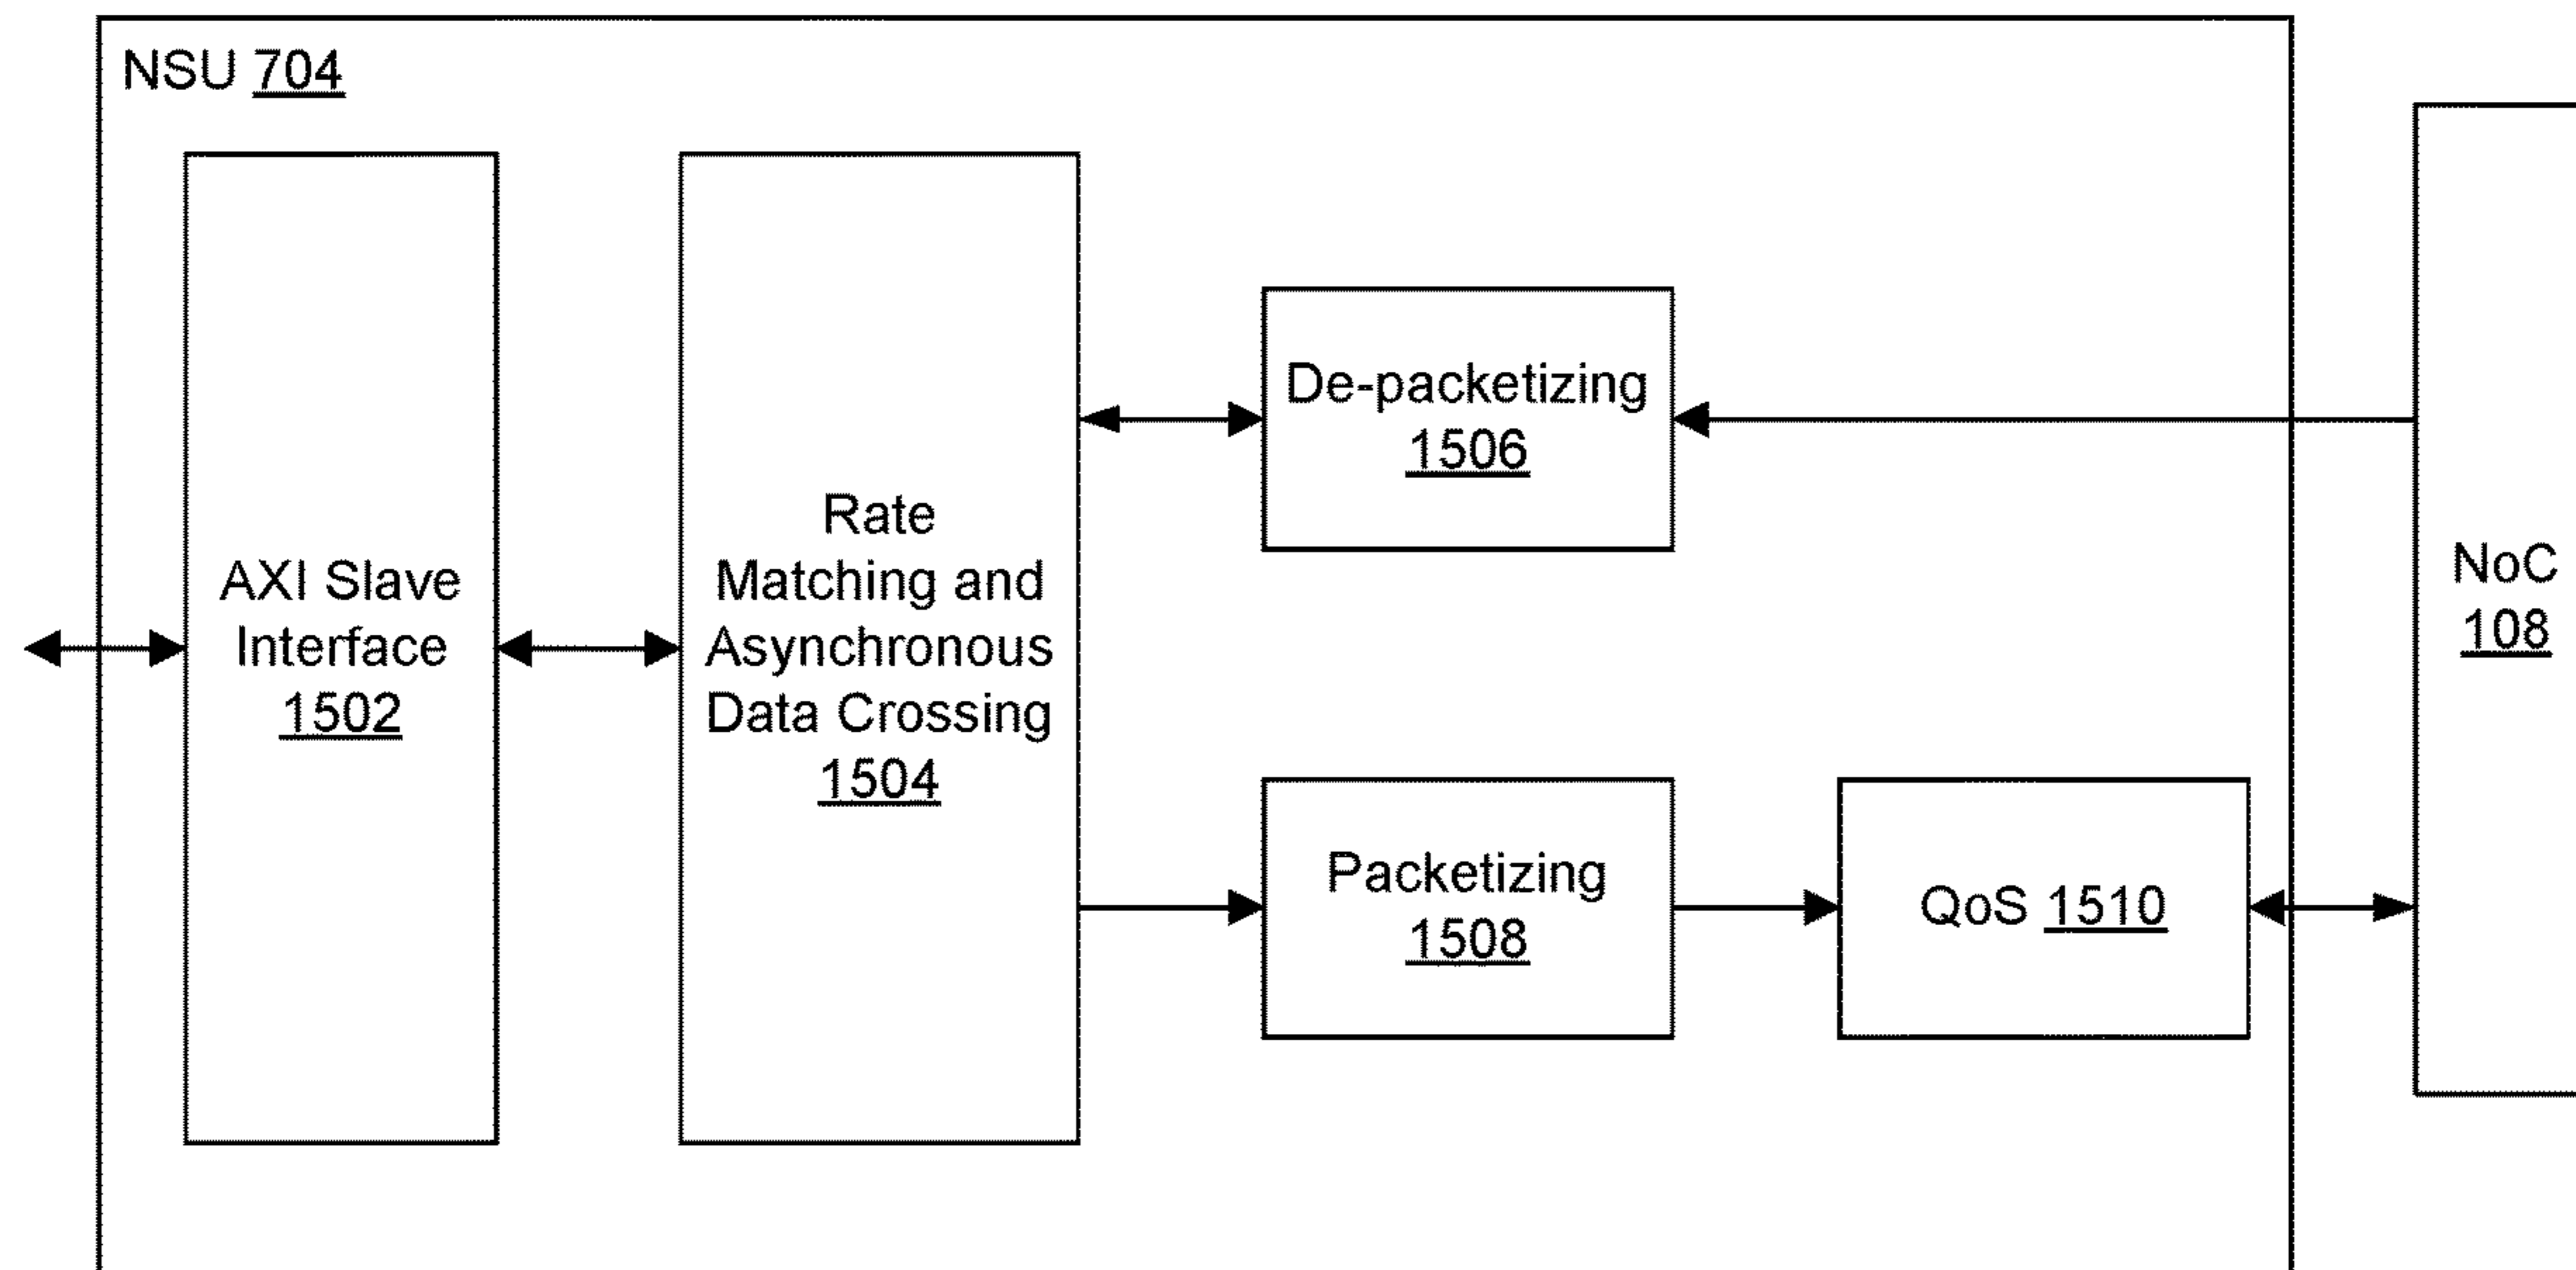 NSU 704
AXI Slave
Interface
1502
Rate
Matching and
Asynchronous
Data Crossing
1504
De-packetizing
1506
Packetizing
1508
QoS 1510
NoC
108